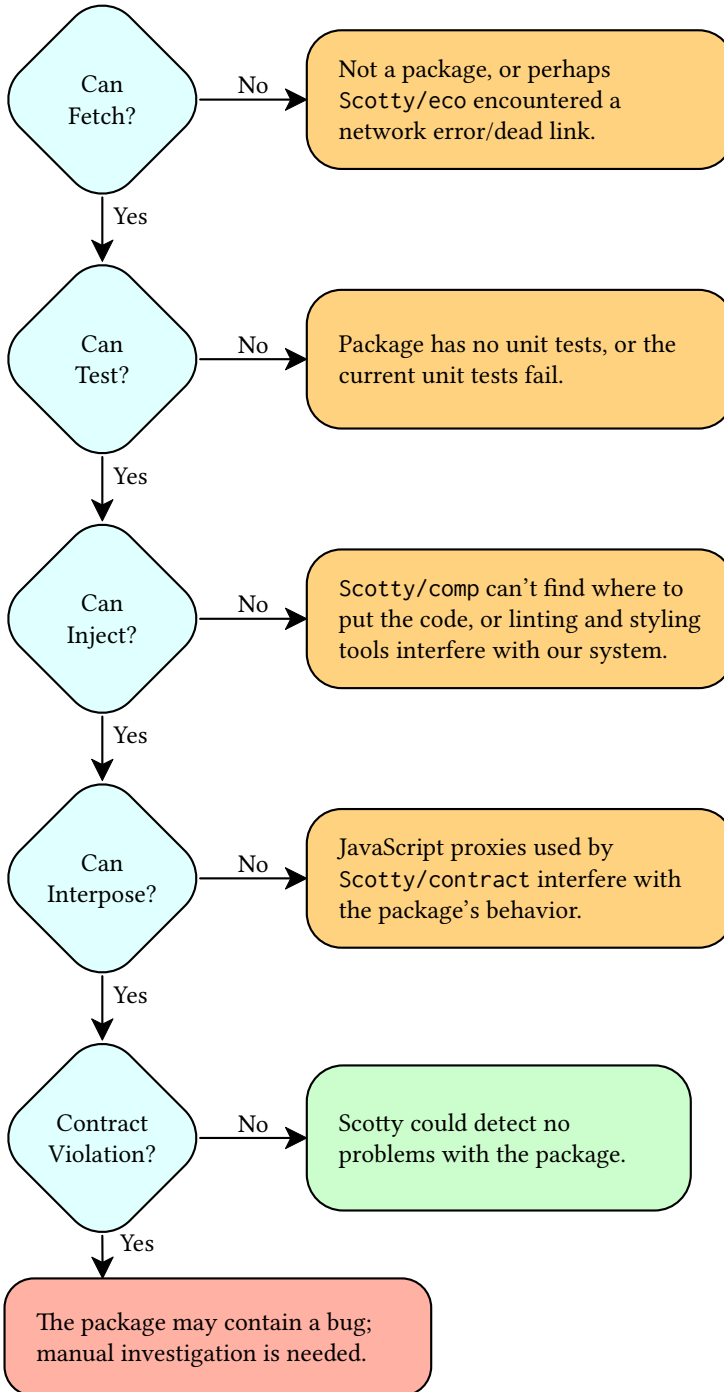 Can
Fetch?
No
Not a package, or perhaps
Scotty/eco encountered a
network error/dead link.
Yes
Can
Test?
No
Package has no unit tests, or the
current unit tests fail.
Yes
Can
Inject?
No
Scotty/comp can't find where to
put the code, or linting and styling
tools interfere with our system.
Yes
Can
Interpose?
No
JavaScript proxies used by
Scotty/contract interfere with
the package's behavior.
Yes
Contract
Violation?
No
Scotty could detect no
problems with the package.
Yes
The package may contain a bug;
manual investigation is needed.